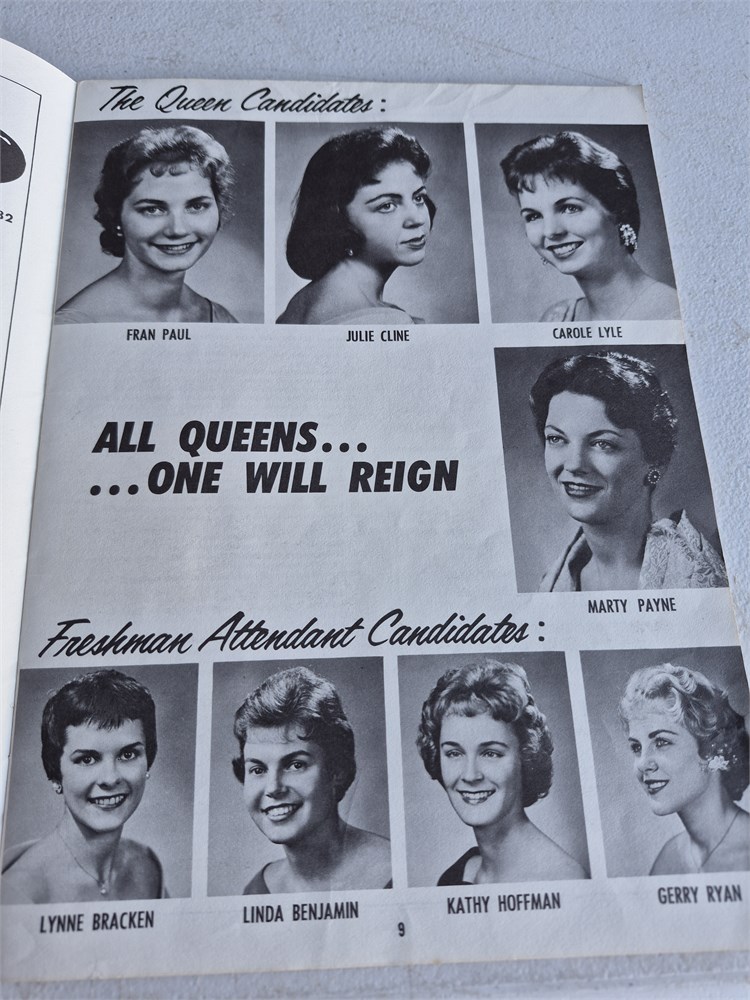 The Queen Candidates:
FRAN PAUL
JULIE CLINE
CAROLE LYLE
ALL QUEENS...
...ONE WILL REIGN
MARTY PAYNE
Freshman Attendant Candidates:
LYNNE BRACKEN
LINDA BENJAMIN
KATHY HOFFMAN
GERRY RYAN
9